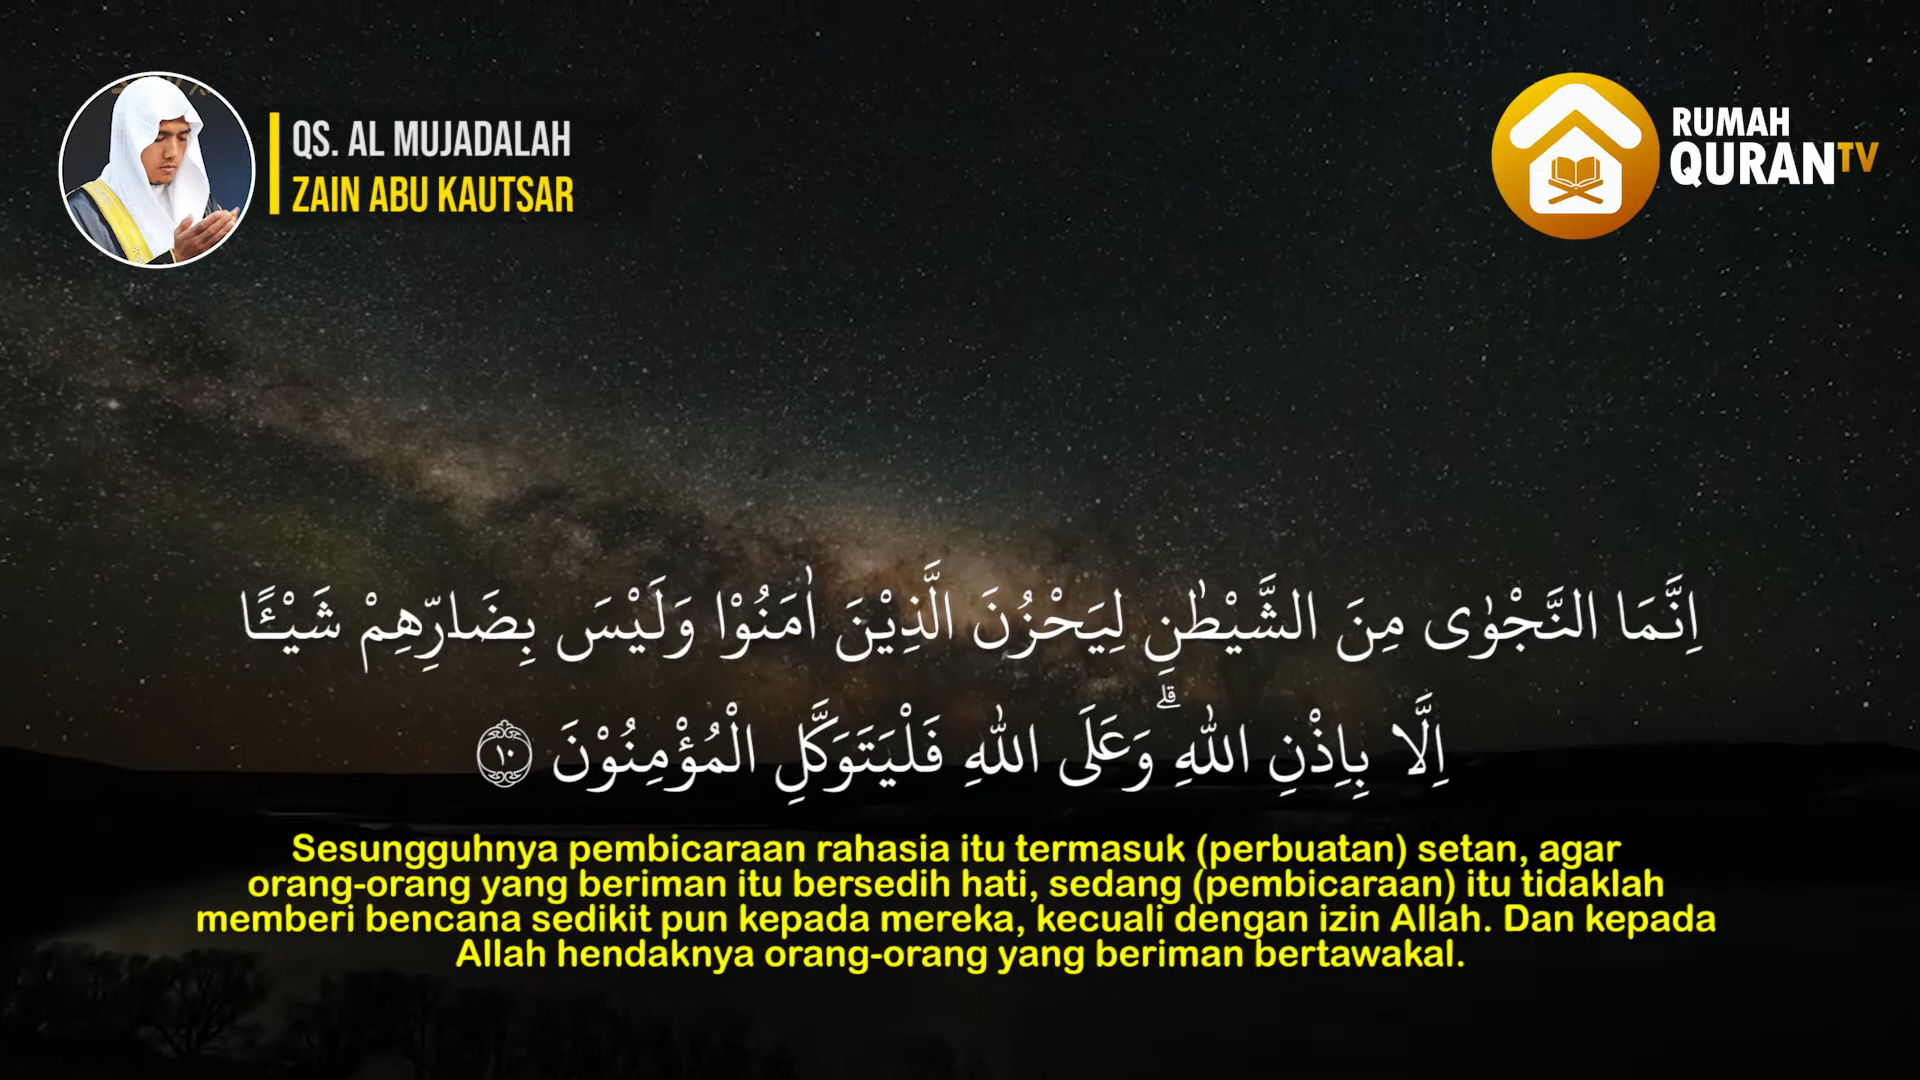 QS. AL MUJADALAH
ZAIN ABU KAUTSAR
RUMAH
QURANTV
اِنَّمَا النَّجْوٰى مِنَ الشَّيْطٰنِ لِيَحْزُنَ الَّذِيْنَ اٰمَنُوْا وَلَيْسَ بِضَاۤرِّهِمْ شَيْـًٔا
اِلَّا بِاِذْنِ اللّٰهِ ۗوَعَلَى اللّٰهِ فَلْيَتَوَكَّلِ الْمُؤْمِنُوْنَ ١٠
Sesungguhnya pembicaraan rahasia itu termasuk (perbuatan) setan, agar
orang-orang yang beriman itu bersedih hati, sedang (pembicaraan) itu tidaklah
memberi bencana sedikit pun kepada mereka, kecuali dengan izin Allah. Dan kepada
Allah hendaknya orang-orang yang beriman bertawakal.